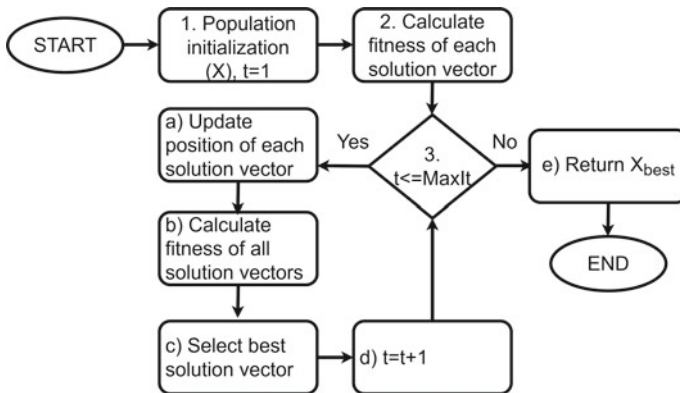 START
1. Population
initialization
(X), t=1
2. Calculate
fitness of each
solution vector
a) Update
position of each
solution vector
Yes
3.
t<=MaxIt
No
e) Return Xbest
b) Calculate
fitness of all
solution vectors
END
c) Select best
solution vector
d) t=t+1